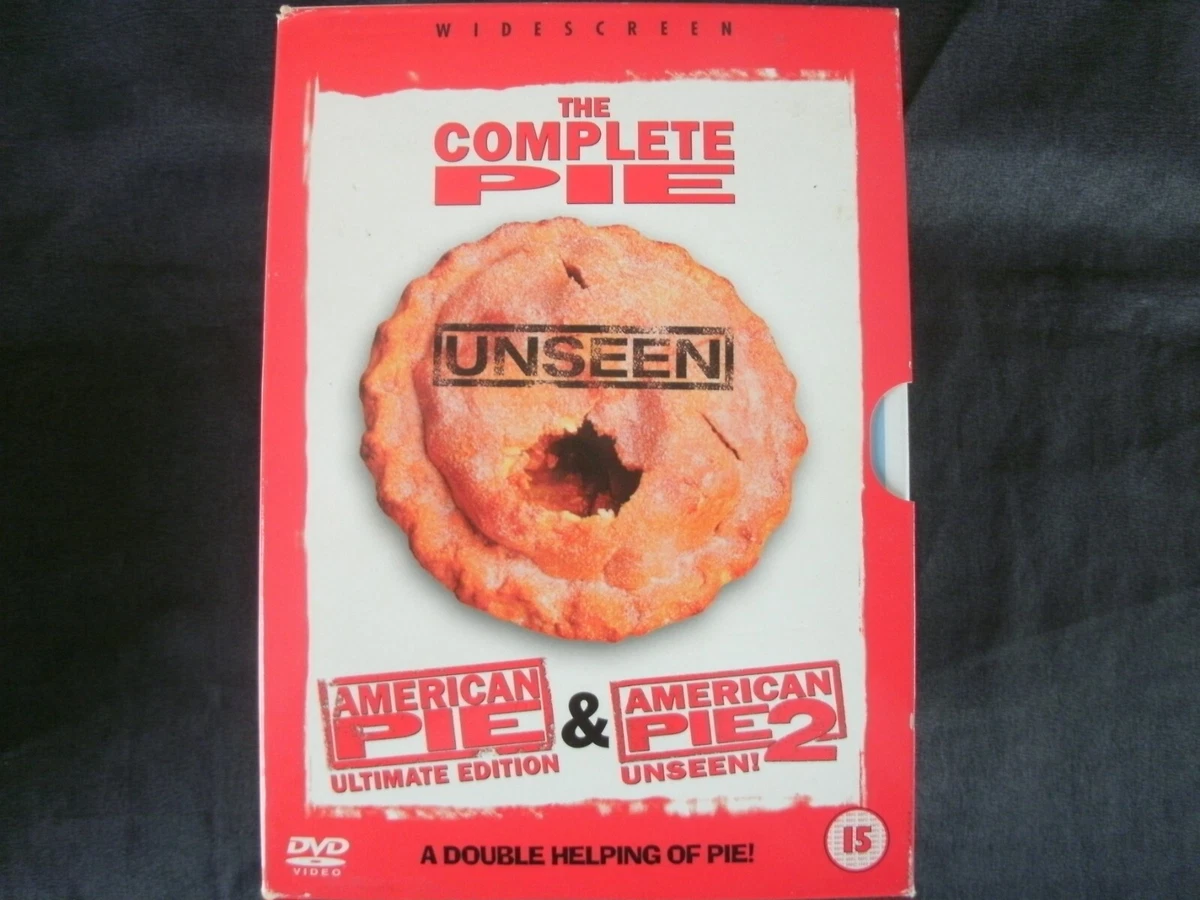 WIDESCREEN
THE
COMPLETE
PIE
UNSEEN
AMERICAN
PIE
ULTIMATE EDITION
&
AMERICAN
PIE 2
UNSEEN!
DVD
VIDEO
A DOUBLE HELPING OF PIE!
15